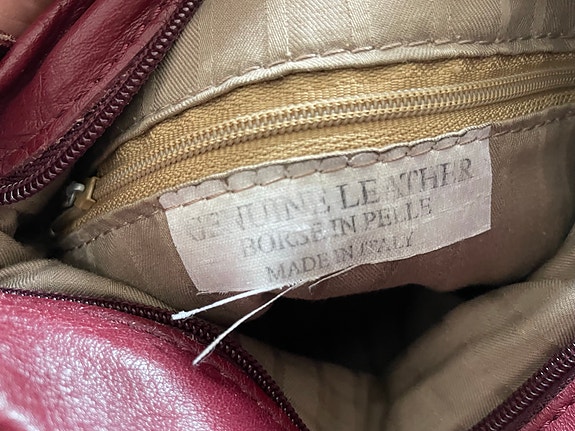 GENUINE LEATHER
BORSE IN PELLE
MADE IN ITALY